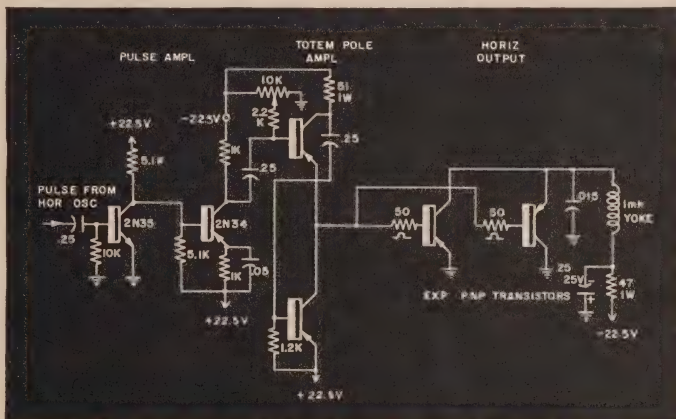 PULSE AMPL
TOTEM POLE
AMPL
HORIZ
OUTPUT
+22.5V
5.1K
PULSE FROM
HOR OSC
.25
10K
2N35
-22.5V
1K
5.1K
2N34
1K
.05
+22.5V
10K
2.2
K
.25
51
1W
.25
1.2K
+22.5V
50
50
.015
1mh
YOKE
25
25V
+
47
1W
EXP. PNP TRANSISTORS
-22.5V